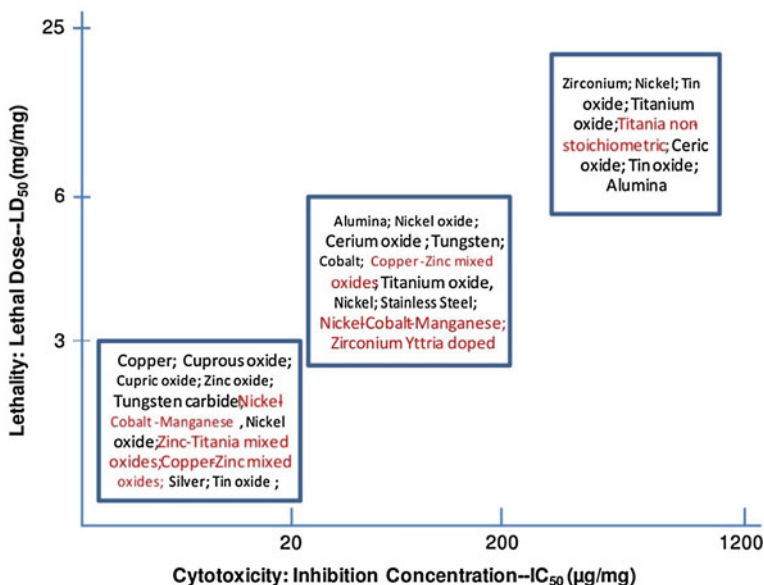 25
Zirconium; Nickel; Tin
oxide; Titanium
oxide;Titania non-
stoichiometric; Ceric
oxide; Tin oxide;
Alumina
6
Alumina; Nickel oxide;
Cerium oxide ; Tungsten;
Cobalt; Copper-Zinc mixed
oxides; Titanium oxide,
Nickel; Stainless Steel;
Nickel-Cobalt-Manganese;
Zirconium Yttria doped
3
Copper; Cuprous oxide;
Cupric oxide; Zinc oxide;
Tungsten carbide;Nickel-
Cobalt-Manganese , Nickel
oxide;Zinc-Titania mixed
oxides;Copper-Zinc mixed
oxides; Silver; Tin oxide ;
Lethality: Lethal Dose--LD50 (mg/mg)
20 200 1200
Cytotoxicity: Inhibition Concentration--IC50 (µg/mg)